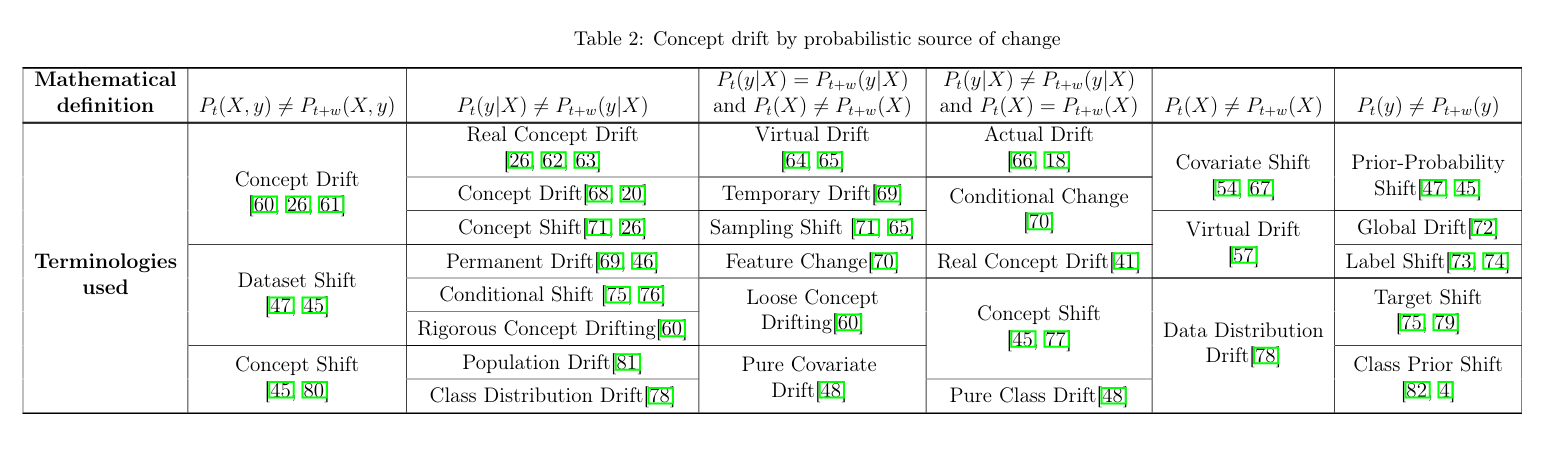 Table 2: Concept drift by probabilistic source of change
Mathematical definition
P_t(X, y) ≠ P_{t+w}(X, y)
P_t(y|X) ≠ P_{t+w}(y|X)
P_t(y|X) = P_{t+w}(y|X)
and P_t(X) ≠ P_{t+w}(X)
P_t(y|X) ≠ P_{t+w}(y|X)
and P_t(X) = P_{t+w}(X)
P_t(X) ≠ P_{t+w}(X)
P_t(y) ≠ P_{t+w}(y)
Terminologies
used
Concept Drift
[60, 26, 61]
Dataset Shift
[47, 45]
Concept Shift
[45, 80]
Real Concept Drift
[26, 62, 63]
Concept Drift[68, 20]
Concept Shift[71, 26]
Permanent Drift[69, 46]
Conditional Shift [75, 76]
Rigorous Concept Drifting[60]
Population Drift[81]
Class Distribution Drift[78]
Virtual Drift
[64, 65]
Temporary Drift[69]
Sampling Shift [71, 65]
Feature Change[70]
Loose Concept
Drifting[60]
Pure Covariate
Drift[48]
Actual Drift
[66, 18]
Conditional Change
[70]
Real Concept Drift[41]
Concept Shift
[45, 77]
Pure Class Drift[48]
Covariate Shift
[54, 67]
Virtual Drift
[57]
Data Distribution
Drift[78]
Prior-Probability
Shift[47, 45]
Global Drift[72]
Label Shift[73, 74]
Target Shift
[75, 79]
Class Prior Shift
[82, 4]